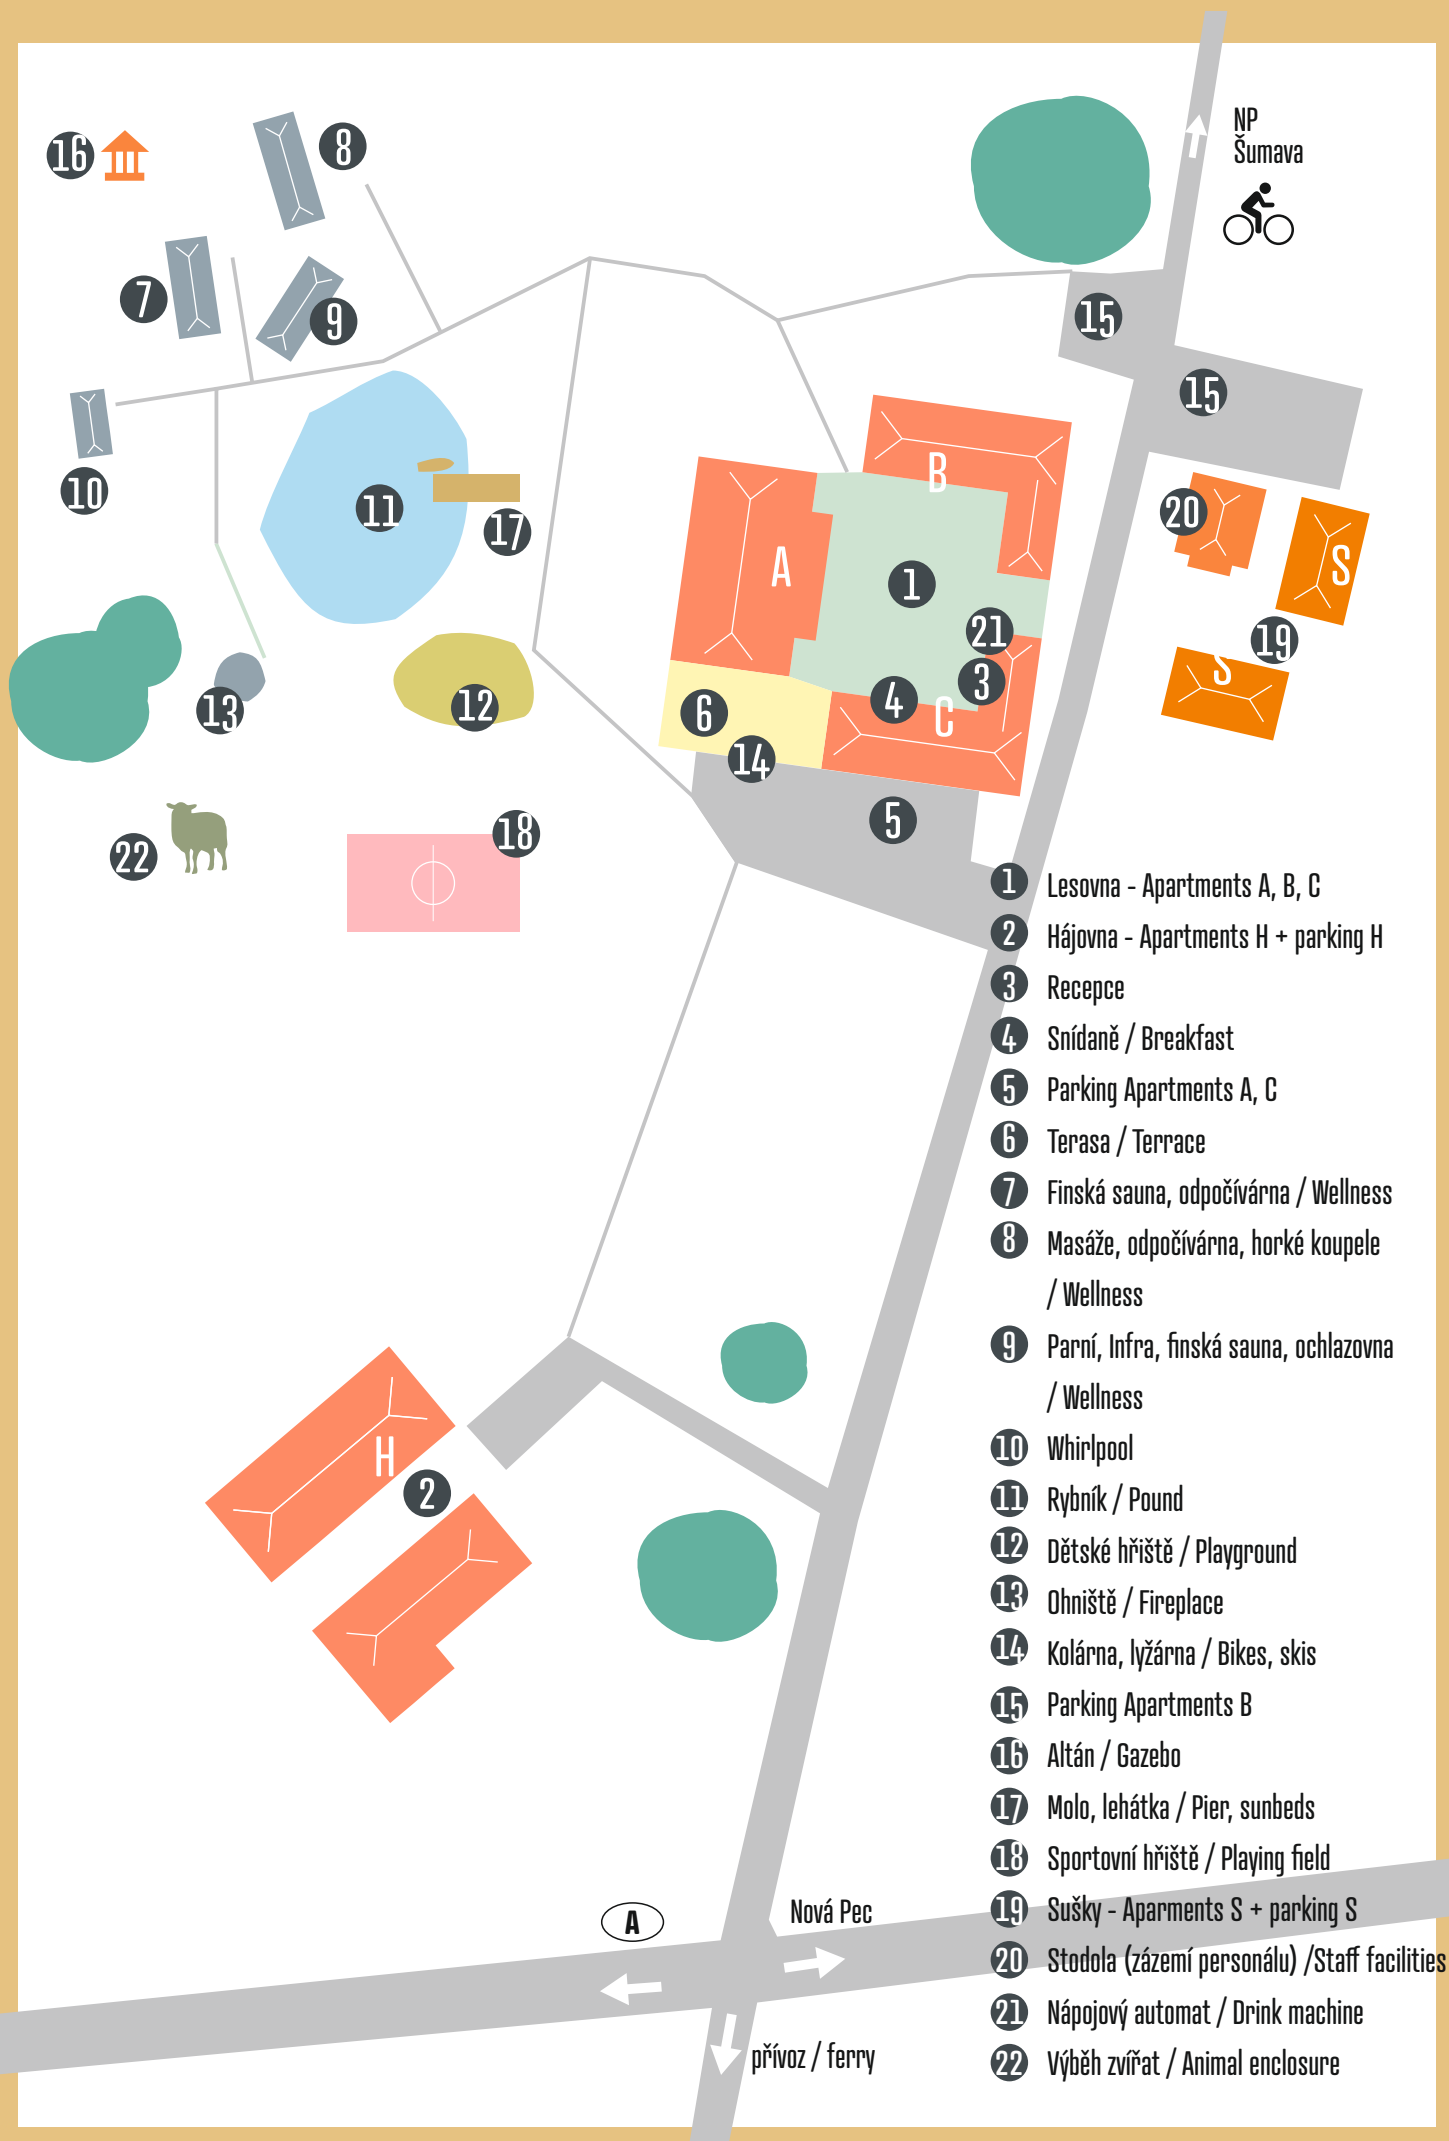 NP
Šumava
16
8
7
9
15
15
10
11
17
B
A
1
20
S
21
19
S
3
4
C
6
14
13
12
5
18
22
1 Lesovna - Apartments A, B, C
2 Hájovna - Apartments H + parking H
3 Recepce
4 Snídaně / Breakfast
5 Parking Apartments A, C
6 Terasa / Terrace
7 Finská sauna, odpočívárna / Wellness
8 Masáže, odpočívárna, horké koupele
/ Wellness
9 Parní, Infra, finská sauna, ochlazovna
/ Wellness
10 Whirlpool
11 Rybník / Pound
12 Dětské hřiště / Playground
13 Ohniště / Fireplace
14 Kolárna, lyžárna / Bikes, skis
15 Parking Apartments B
16 Altán / Gazebo
17 Molo, lehátka / Pier, sunbeds
18 Sportovní hřiště / Playing field
19 Sušky - Aparments S + parking S
20 Stodola (zázemí personálu) /Staff facilities
21 Nápojový automat / Drink machine
22 Výběh zvířat / Animal enclosure
H
2
A
Nová Pec
přívoz / ferry